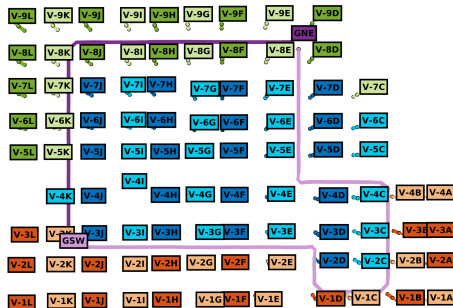 V-9L V-9K V-9J V-9I V-9H V-9G V-9F V-9E V-9D
GNE
V-8L V-8K V-8J V-8I V-8H V-8G V-8F V-8E V-8D
V-7L V-7K V-7J V-7I V-7H V-7G V-7F V-7E V-7D V-7C
V-6L V-6K V-6J V-6I V-6H V-6G V-6F V-6E V-6D V-6C
V-5L V-5K V-5J V-5I V-5H V-5G V-5F V-5E V-5D V-5C
V-4K V-4J V-4I V-4H V-4G V-4F V-4E V-4D V-4C V-4B V-4A
V-3L V-3J V-3I V-3H V-3G V-3F V-3E V-3D V-3C V-3B V-3A
GSW
V-2L V-2K V-2J V-2I V-2H V-2G V-2F V-2E V-2D V-2C V-2B V-2A
V-1L V-1K V-1J V-1I V-1H V-1G V-1F V-1E V-1D V-1C V-1B V-1A